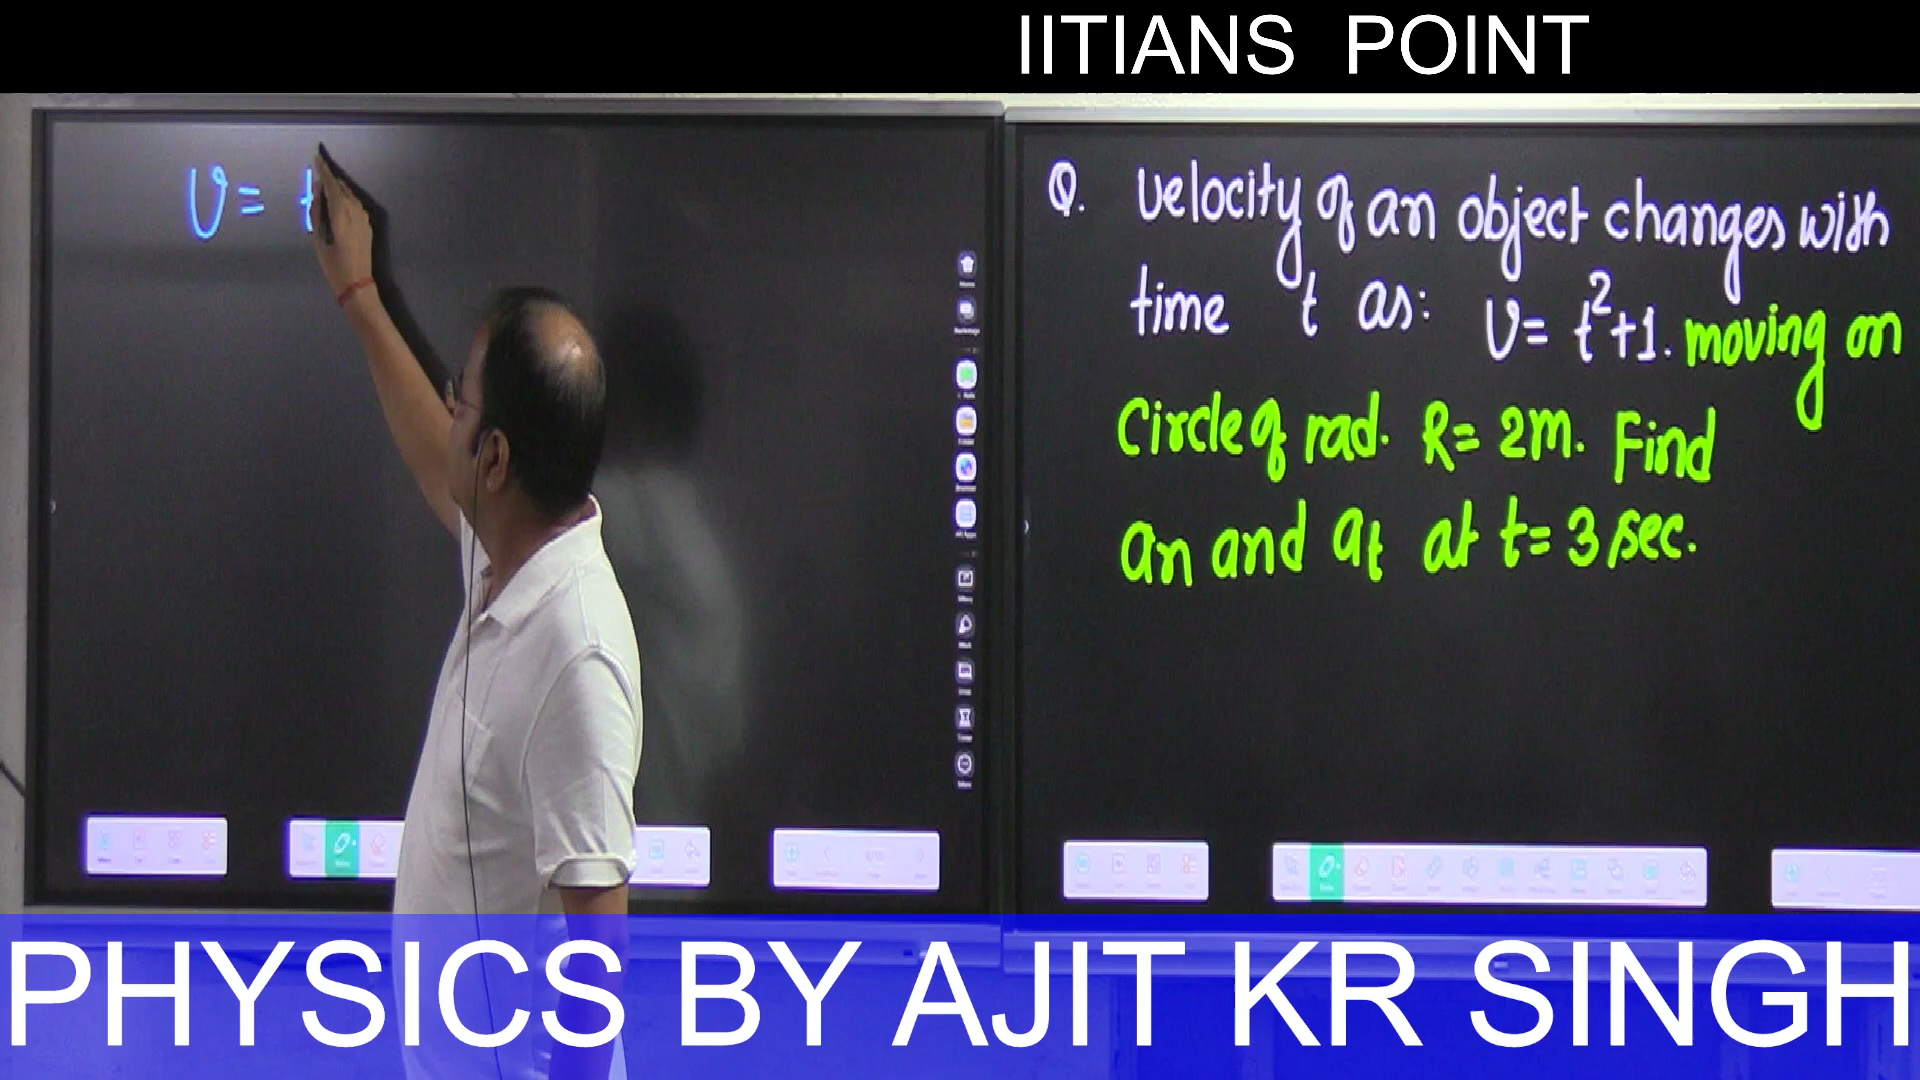 IITIANS POINT
v = t
Q. Velocity of an object changes with
time t as: v = t²+1. moving on
Circle of rad. R = 2m. Find
an and at at t = 3 sec.
PHYSICS BY AJIT KR SINGH